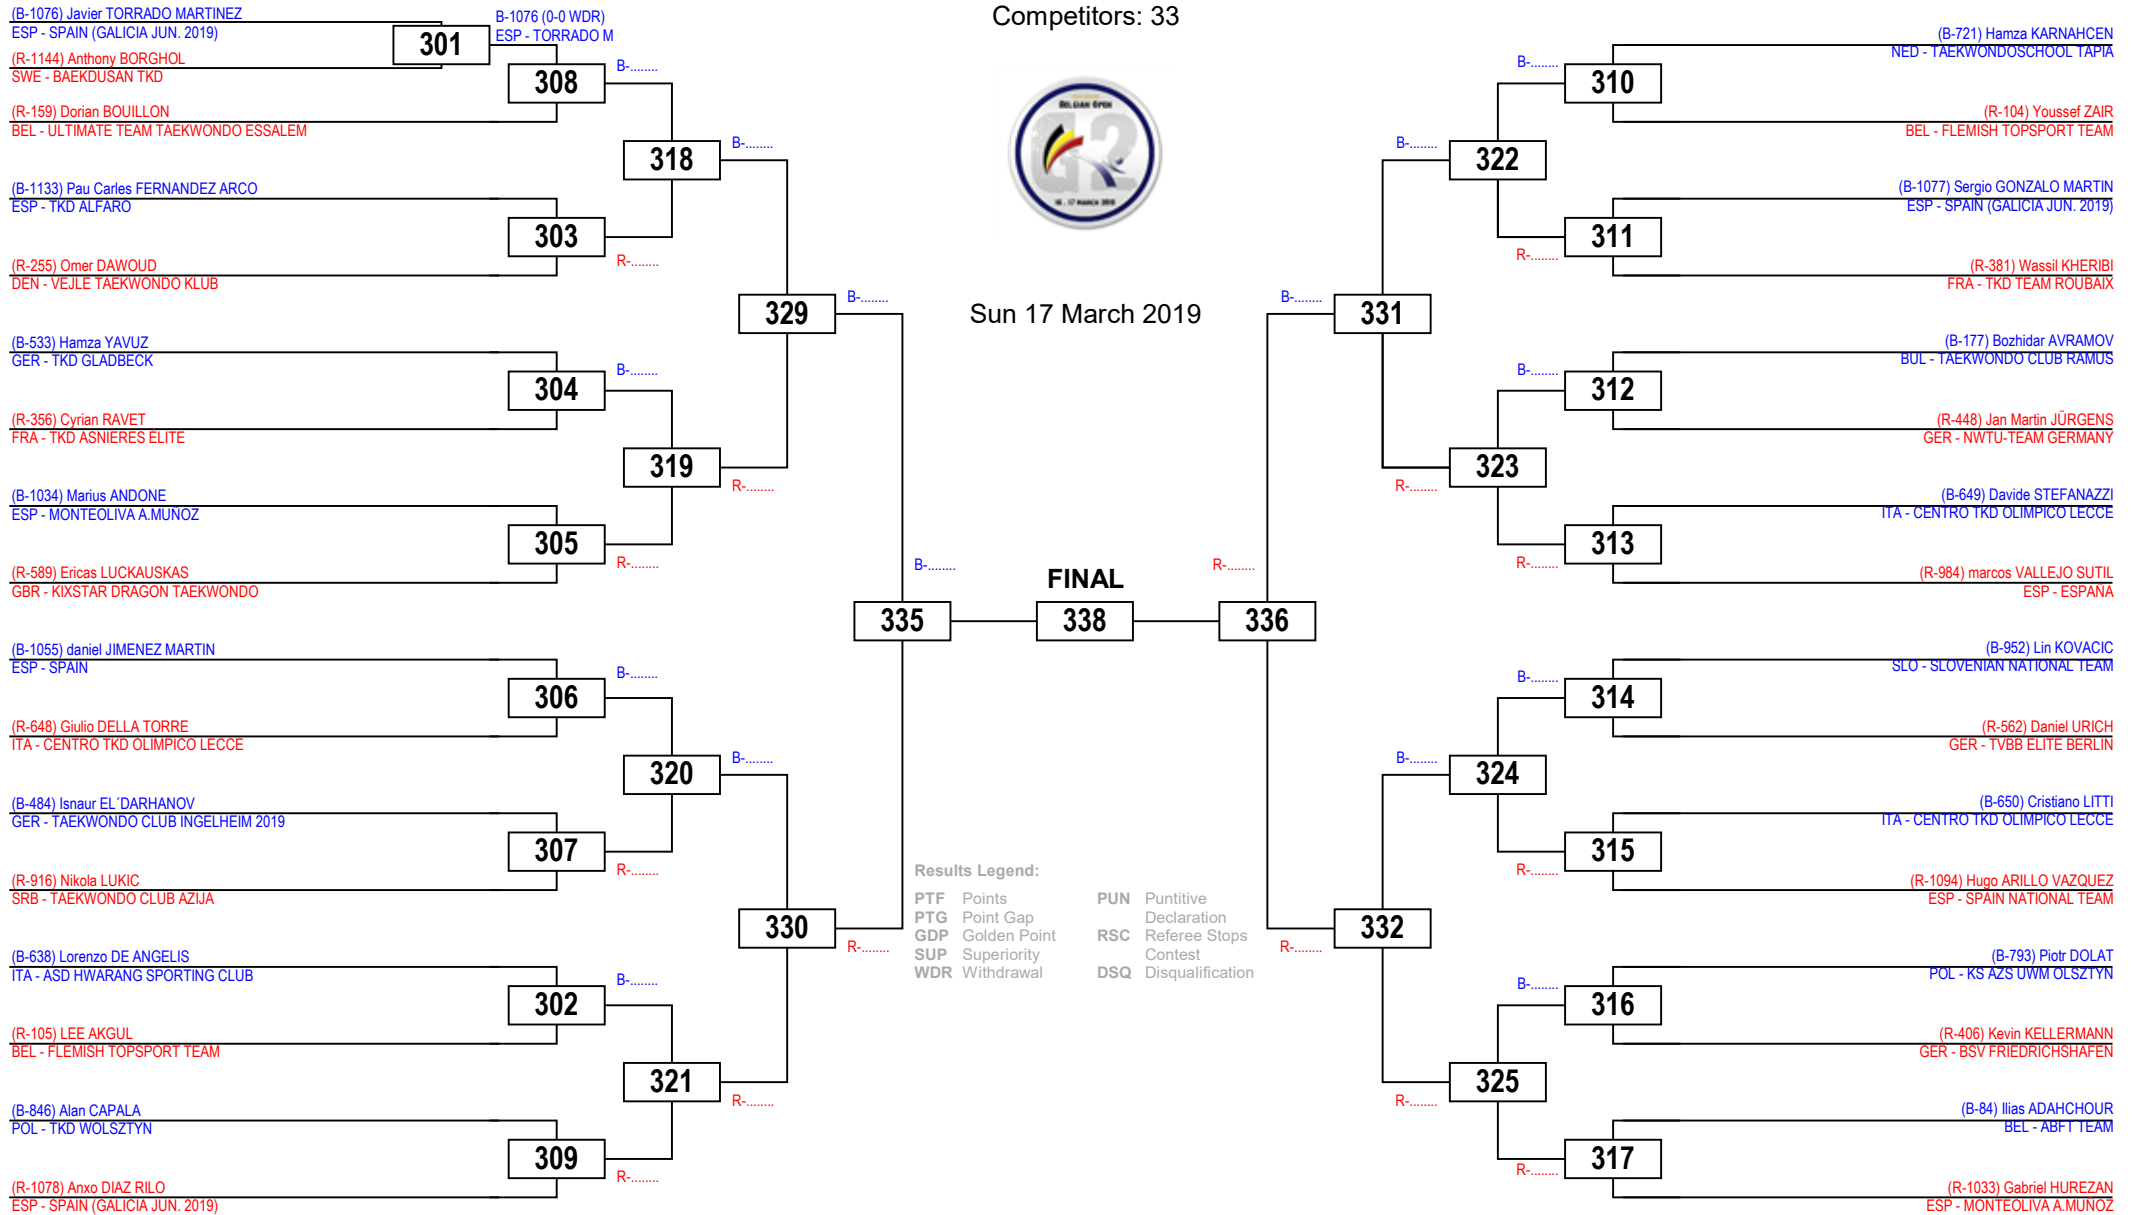 Competitors: 33
BELGIAN OPEN
G2
16 - 17 MARCH 2019
Sun 17 March 2019
(B-1076) Javier TORRADO MARTINEZ
ESP - SPAIN (GALICIA JUN. 2019)
301
B-1076 (0-0 WDR)
ESP - TORRADO M
(R-1144) Anthony BORGHOL
SWE - BAEKDUSAN TKD
308
B-........
(R-159) Dorian BOUILLON
BEL - ULTIMATE TEAM TAEKWONDO ESSALEM
318
B-........
(B-1133) Pau Carles FERNANDEZ ARCO
ESP - TKD ALFARO
303
R-........
(R-255) Omer DAWOUD
DEN - VEJLE TAEKWONDO KLUB
329
B-........
(B-533) Hamza YAVUZ
GER - TKD GLADBECK
304
B-........
(R-356) Cyrian RAVET
FRA - TKD ASNIERES ÉLITE
319
R-........
(B-1034) Marius ANDONE
ESP - MONTEOLIVA A.MUÑOZ
305
R-........
(R-589) Ericas LUCKAUSKAS
GBR - KIXSTAR DRAGON TAEKWONDO
335
B-........
(B-1055) daniel JIMENEZ MARTIN
ESP - SPAIN
306
B-........
(R-648) Giulio DELLA TORRE
ITA - CENTRO TKD OLIMPICO LECCE
320
B-........
(B-484) Isnaur EL´DARHANOV
GER - TAEKWONDO CLUB INGELHEIM 2019
307
R-........
(R-916) Nikola LUKIC
SRB - TAEKWONDO CLUB AZIJA
330
R-........
(B-638) Lorenzo DE ANGELIS
ITA - ASD HWARANG SPORTING CLUB
302
B-........
(R-105) LEE AKGUL
BEL - FLEMISH TOPSPORT TEAM
321
R-........
(B-846) Alan CAPALA
POL - TKD WOLSZTYN
309
R-........
(R-1078) Anxo DIAZ RILO
ESP - SPAIN (GALICIA JUN. 2019)
FINAL
338
Results Legend:
PTF Points
PTG Point Gap
GDP Golden Point
SUP Superiority
WDR Withdrawal
PUN Puntitive
Declaration
RSC Referee Stops
Contest
DSQ Disqualification
(B-721) Hamza KARNAHCEN
NED - TAEKWONDOSCHOOL TAPIA
B-........
310
(R-104) Youssef ZAIR
BEL - FLEMISH TOPSPORT TEAM
B-........
322
(B-1077) Sergio GONZALO MARTIN
ESP - SPAIN (GALICIA JUN. 2019)
R-........
311
(R-381) Wassil KHERIBI
FRA - TKD TEAM ROUBAIX
B-........
331
(B-177) Bozhidar AVRAMOV
BUL - TAEKWONDO CLUB RAMUS
B-........
312
(R-448) Jan Martin JÜRGENS
GER - NWTU-TEAM GERMANY
R-........
323
(B-649) Davide STEFANAZZI
ITA - CENTRO TKD OLIMPICO LECCE
R-........
313
(R-984) marcos VALLEJO SUTIL
ESP - ESPAÑA
R-........
336
(B-952) Lin KOVACIC
SLO - SLOVENIAN NATIONAL TEAM
B-........
314
(R-562) Daniel URICH
GER - TVBB ELITE BERLIN
B-........
324
(B-650) Cristiano LITTI
ITA - CENTRO TKD OLIMPICO LECCE
R-........
315
(R-1094) Hugo ARILLO VAZQUEZ
ESP - SPAIN NATIONAL TEAM
R-........
332
(B-793) Piotr DOLAT
POL - KS AZS UWM OLSZTYN
B-........
316
(R-406) Kevin KELLERMANN
GER - BSV FRIEDRICHSHAFEN
R-........
325
(B-84) Ilias ADAHCHOUR
BEL - ABFT TEAM
R-........
317
(R-1033) Gabriel HUREZAN
ESP - MONTEOLIVA A.MUÑOZ